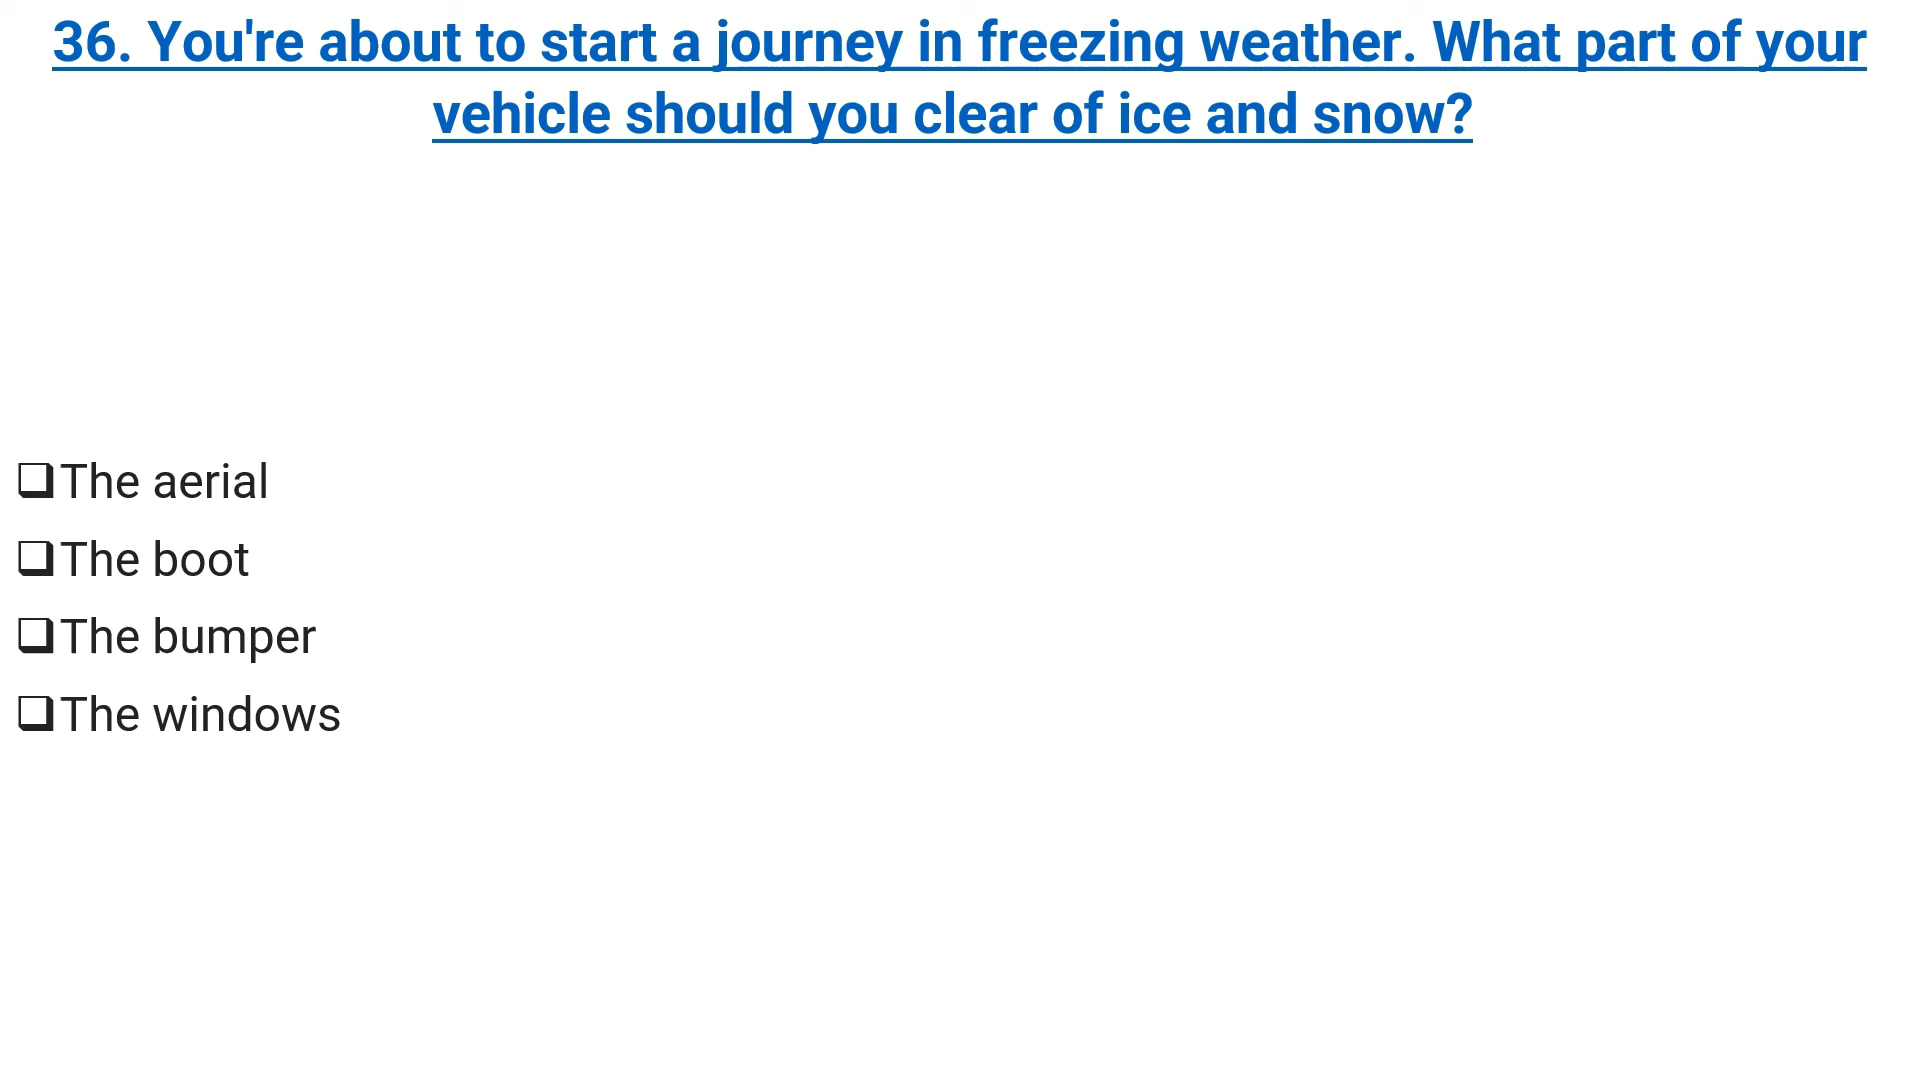 36. You're about to start a journey in freezing weather. What part of your
vehicle should you clear of ice and snow?
❑The aerial
❑The boot
❑The bumper
❑The windows